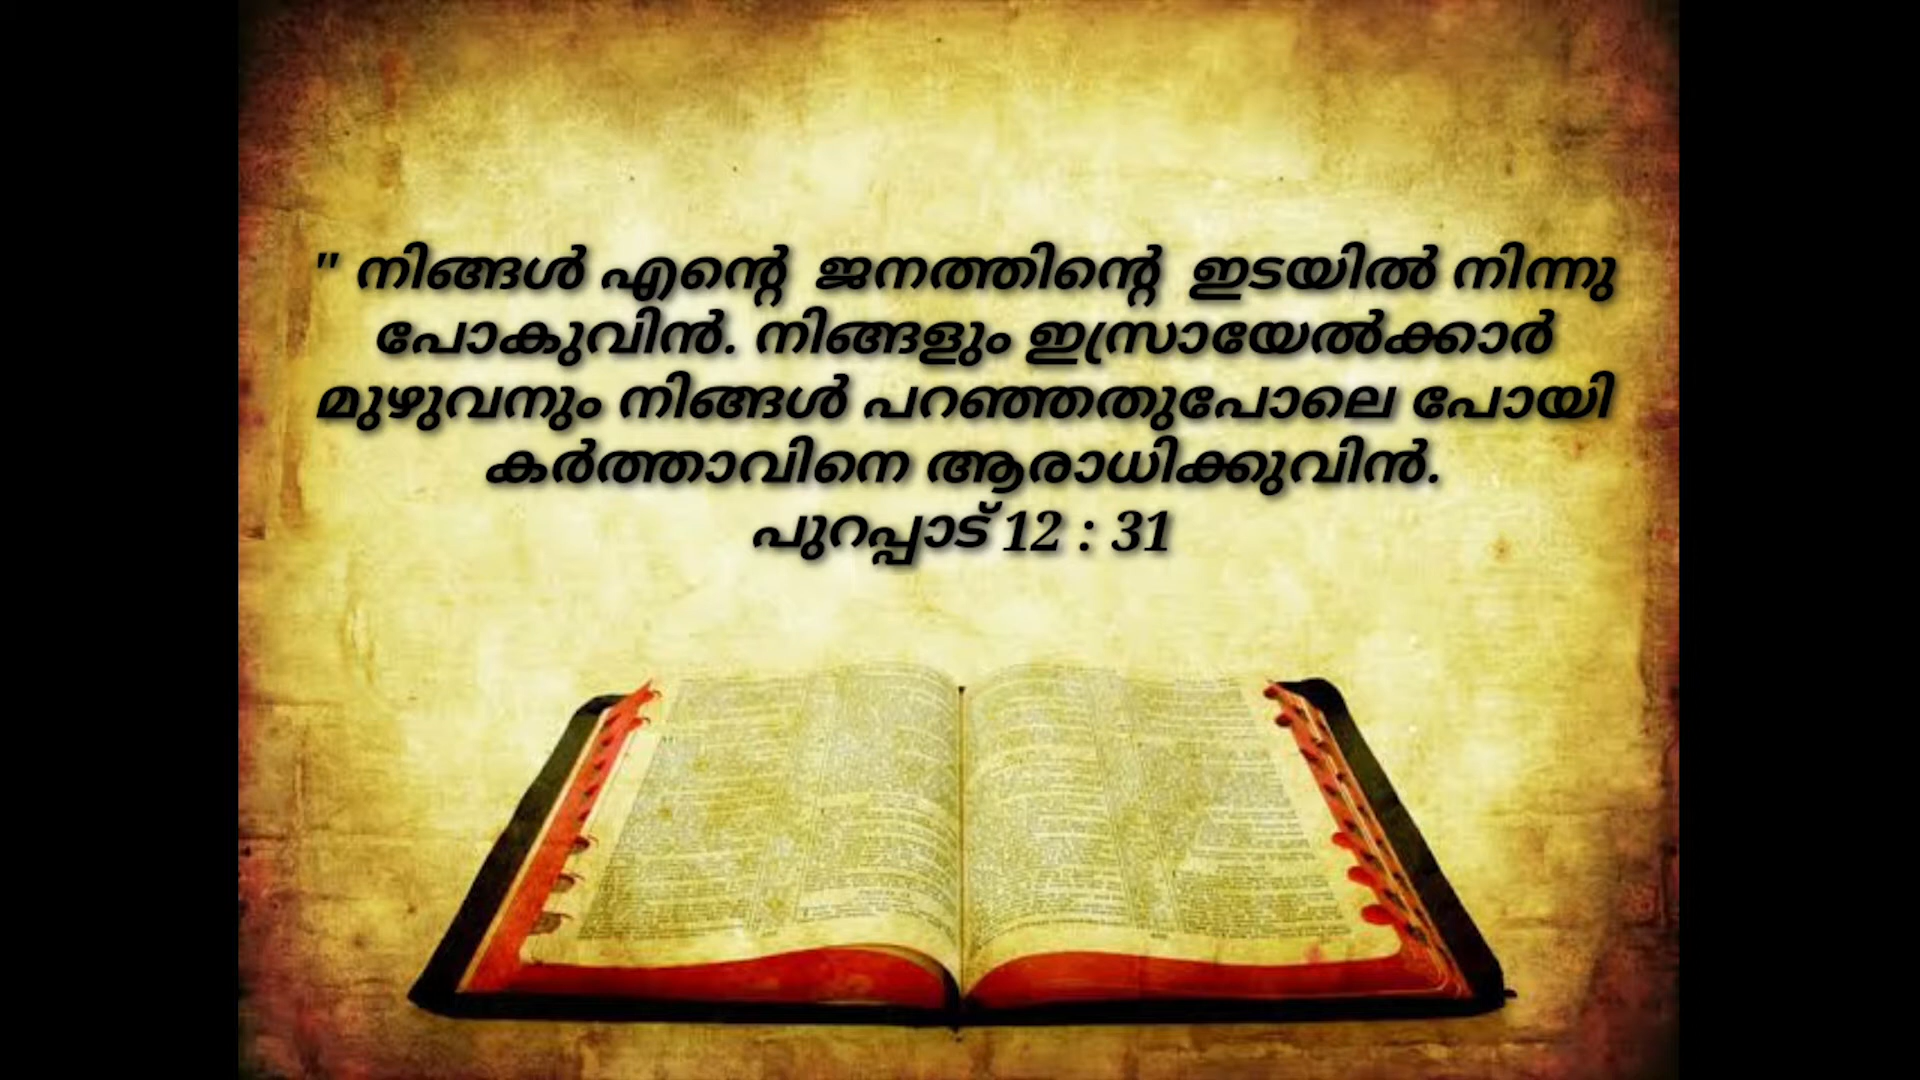 " നിങ്ങൾ എന്റെ ജനത്തിന്റെ ഇടയിൽ നിന്നു
പോകുവിൻ. നിങ്ങളും ഇസ്രായേൽക്കാർ
മുഴുവനും നിങ്ങൾ പറഞ്ഞതുപോലെ പോയി
കർത്താവിനെ ആരാധിക്കുവിൻ.
പുറപ്പാട് 12 : 31